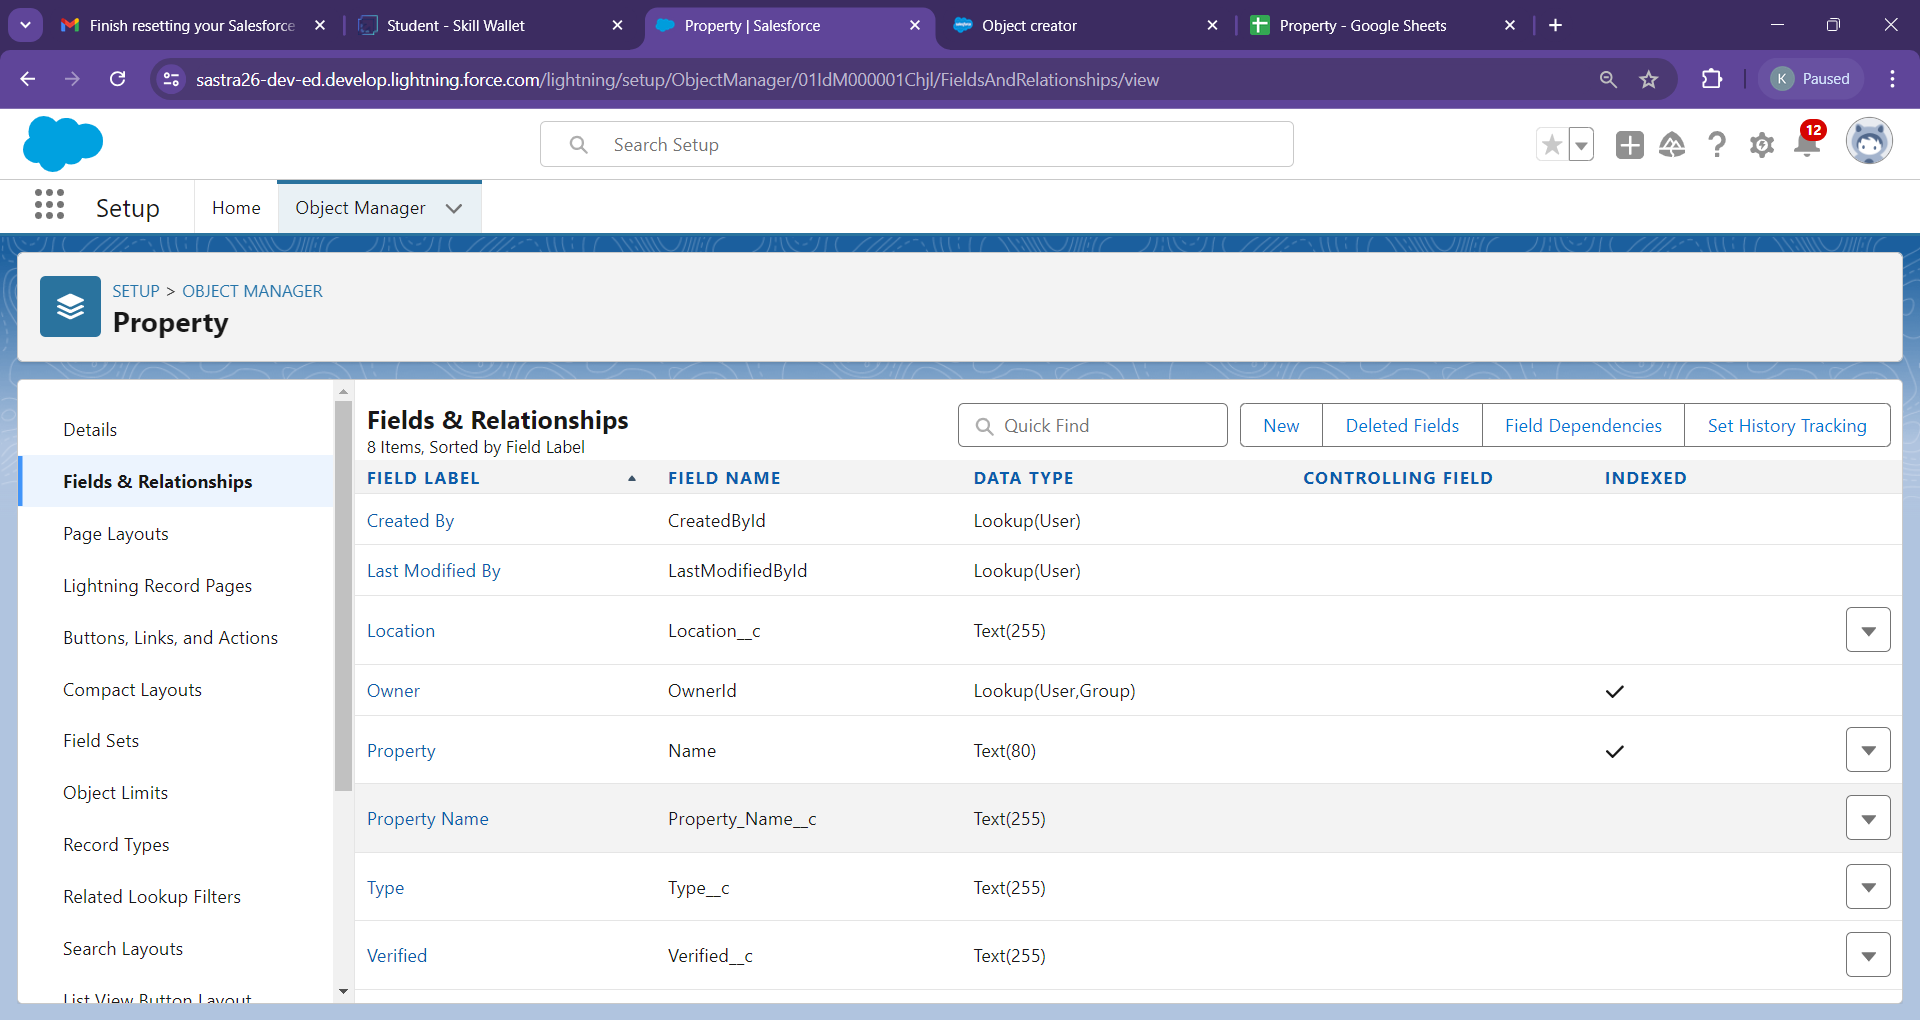 Finish resetting your Salesforce
Student - Skill Wallet
Property | Salesforce
Object creator
Property - Google Sheets
sastra26-dev-ed.develop.lightning.force.com/lightning/setup/ObjectManager/01IdM000001Chjl/FieldsAndRelationships/view
K Paused
Search Setup
12
Setup
Home
Object Manager
SETUP > OBJECT MANAGER
Property
Details
Fields & Relationships
Page Layouts
Lightning Record Pages
Buttons, Links, and Actions
Compact Layouts
Field Sets
Object Limits
Record Types
Related Lookup Filters
Search Layouts
List View Button Layout
Fields & Relationships
8 Items, Sorted by Field Label
Quick Find
New
Deleted Fields
Field Dependencies
Set History Tracking
FIELD LABEL FIELD NAME DATA TYPE CONTROLLING FIELD INDEXED
Created By CreatedById Lookup(User)
Last Modified By LastModifiedById Lookup(User)
Location Location__c Text(255)
Owner OwnerId Lookup(User,Group)
Property Name Text(80)
Property Name Property_Name__c Text(255)
Type Type__c Text(255)
Verified Verified__c Text(255)